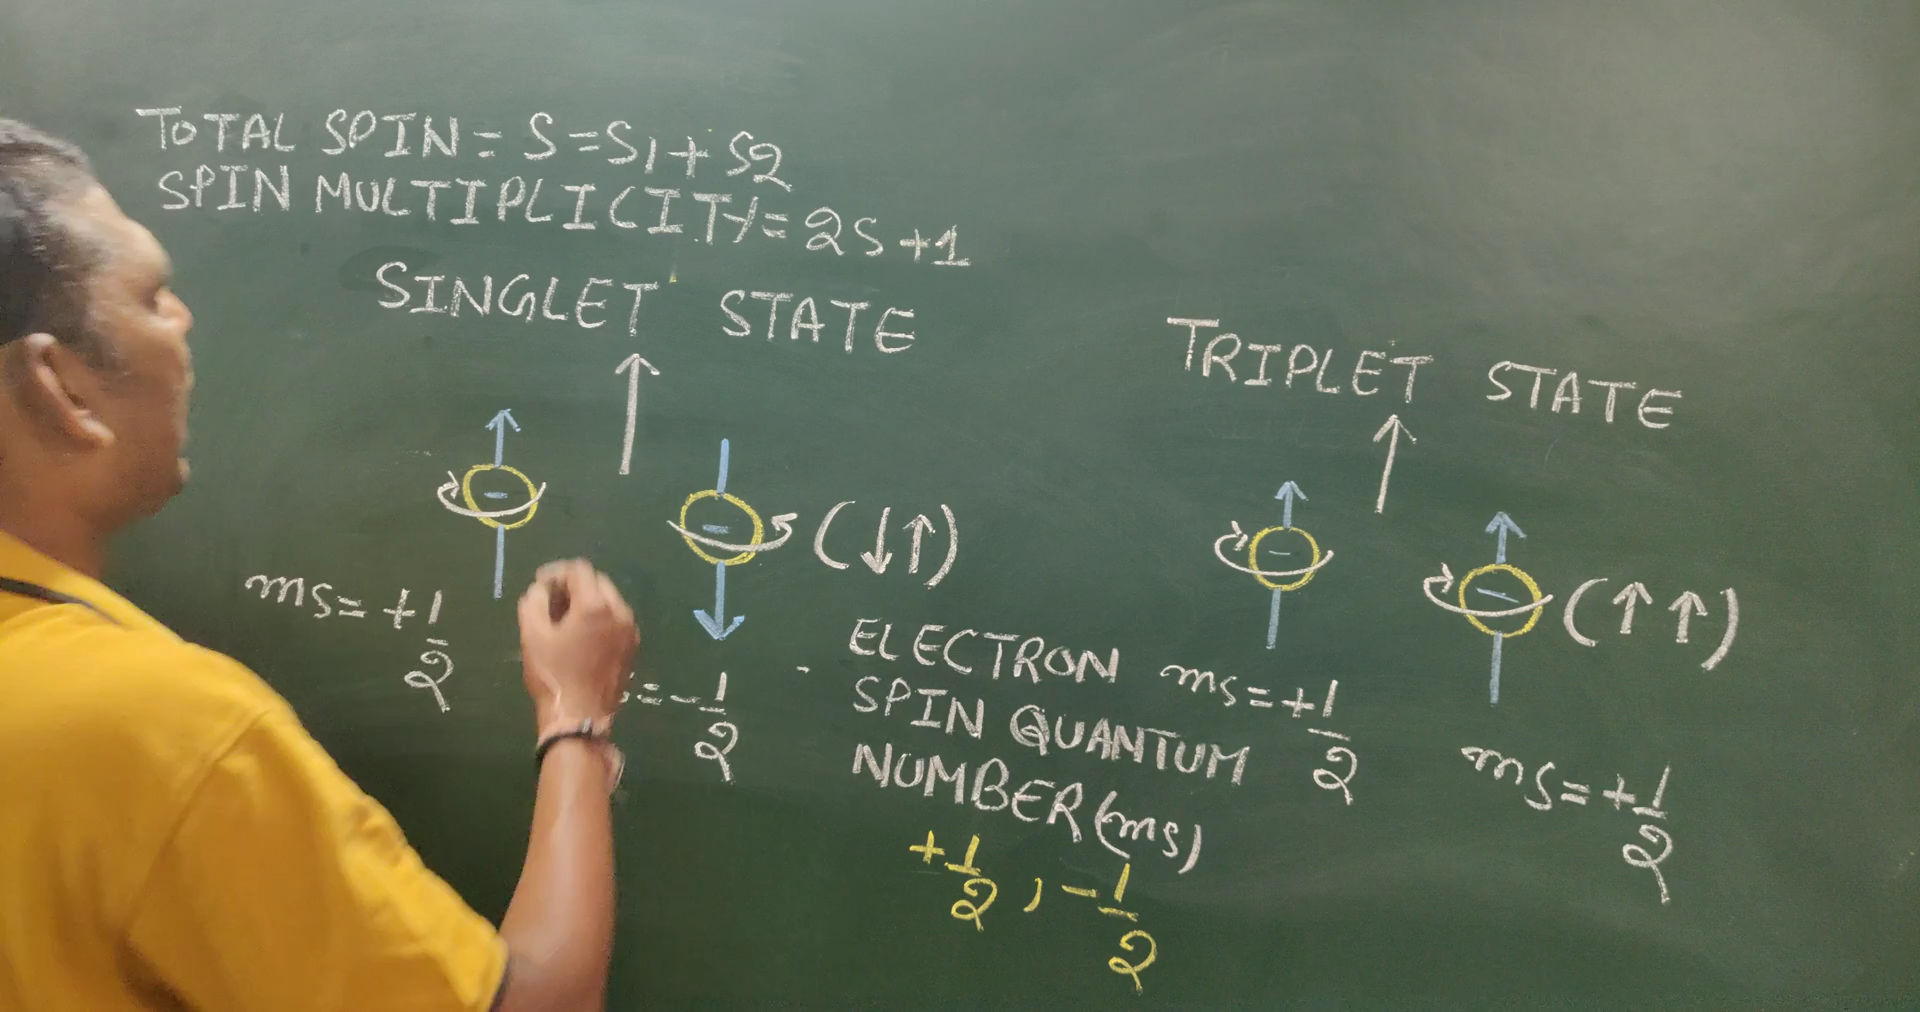 TOTAL SPIN = S = S1 + S2
SPIN MULTIPLICITY = 2S + 1
SINGLET STATE
TRIPLET STATE
(↓↑)
(↑↑)
ms = +1/2
= -1/2
ELECTRON
SPIN QUANTUM
NUMBER (ms)
+1/2 , -1/2
ms = +1/2
ms = +1/2